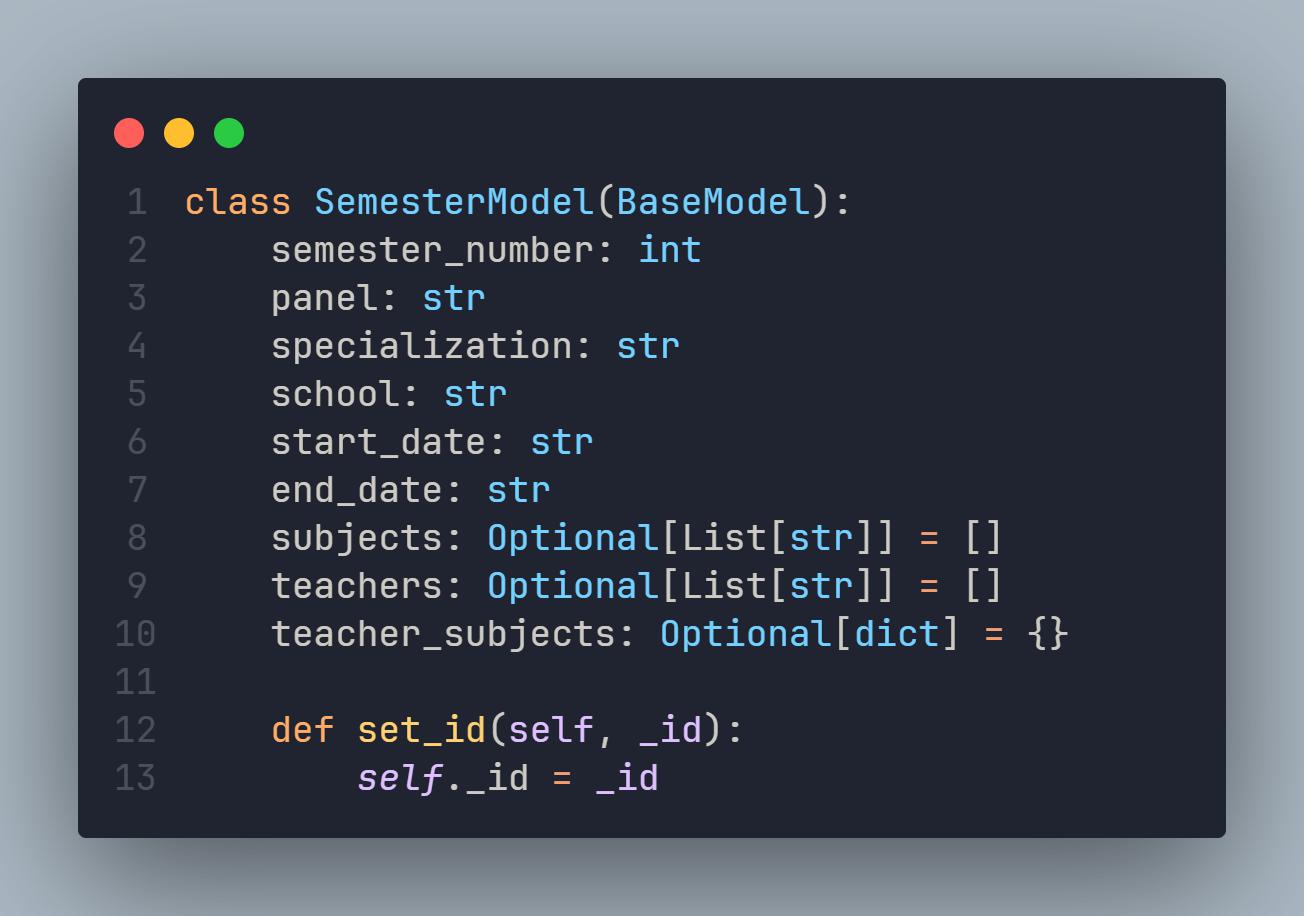 1 class SemesterModel(BaseModel):
2     semester_number: int
3     panel: str
4     specialization: str
5     school: str
6     start_date: str
7     end_date: str
8     subjects: Optional[List[str]] = []
9     teachers: Optional[List[str]] = []
10     teacher_subjects: Optional[dict] = {}
11
12     def set_id(self, _id):
13         self._id = _id